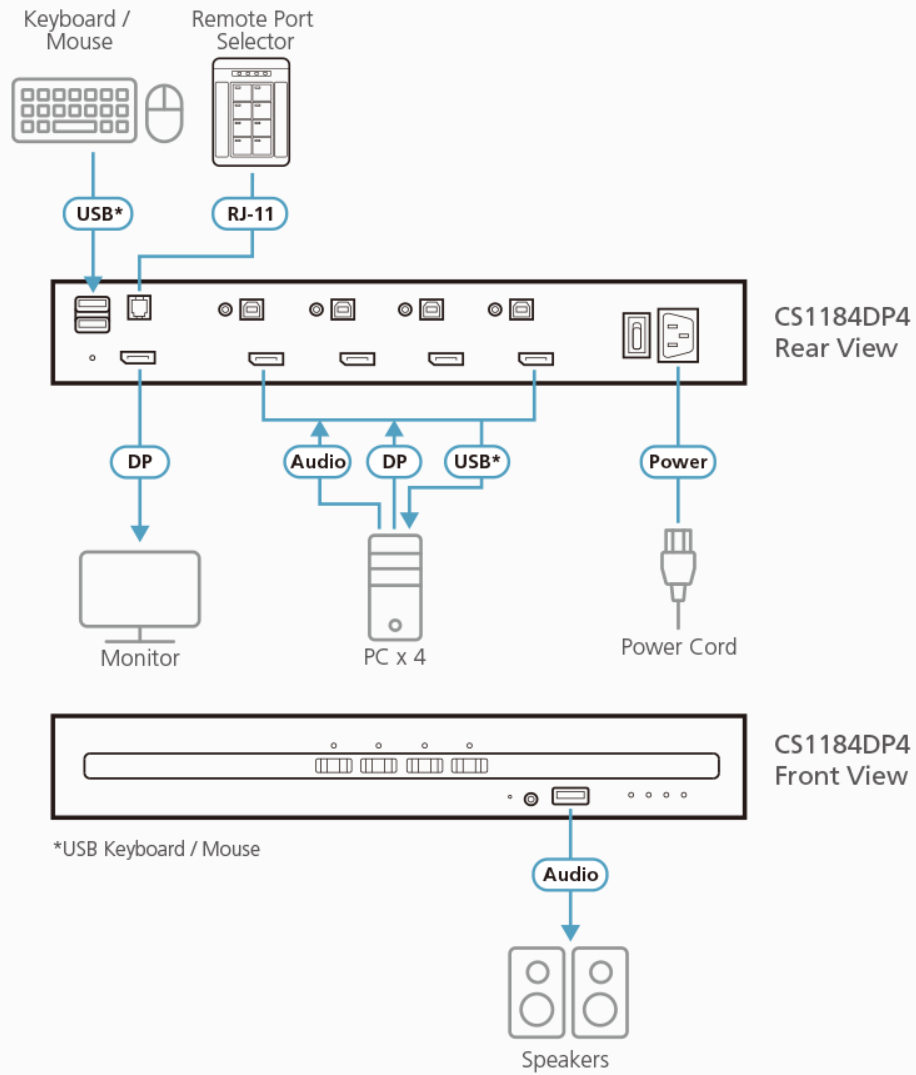 Keyboard /
Mouse
Remote Port
Selector
USB*
RJ-11
CS1184DP4
Rear View
DP
Audio
DP
USB*
Power
Monitor
PC x 4
Power Cord
CS1184DP4
Front View
*USB Keyboard / Mouse
Audio
Speakers